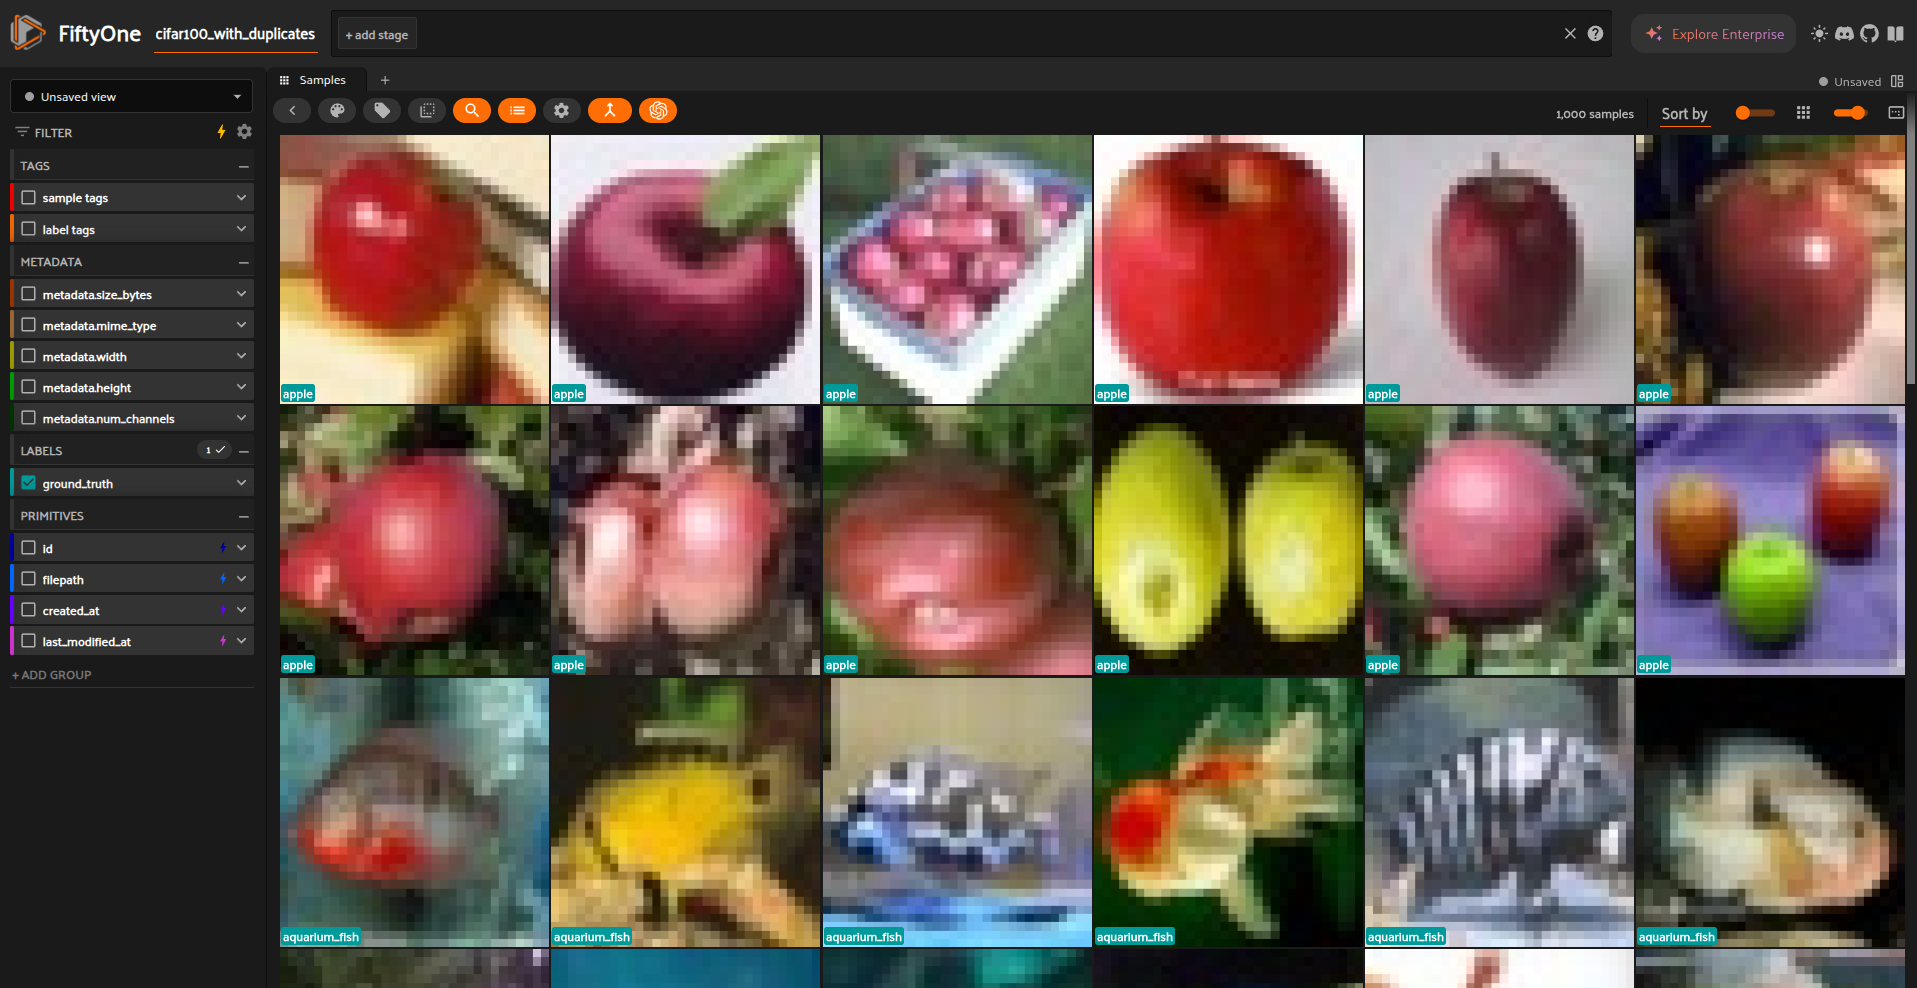 FiftyOne
cifar100_with_duplicates
+ add stage
Explore Enterprise
Unsaved view
Samples
Unsaved
FILTER
1,000 samples
Sort by
TAGS
sample tags
label tags
METADATA
metadata.size_bytes
metadata.mime_type
metadata.width
metadata.height
metadata.num_channels
LABELS
1
ground_truth
PRIMITIVES
id
filepath
created_at
last_modified_at
+ ADD GROUP
apple
apple
apple
apple
apple
apple
apple
apple
apple
apple
apple
apple
aquarium_fish
aquarium_fish
aquarium_fish
aquarium_fish
aquarium_fish
aquarium_fish